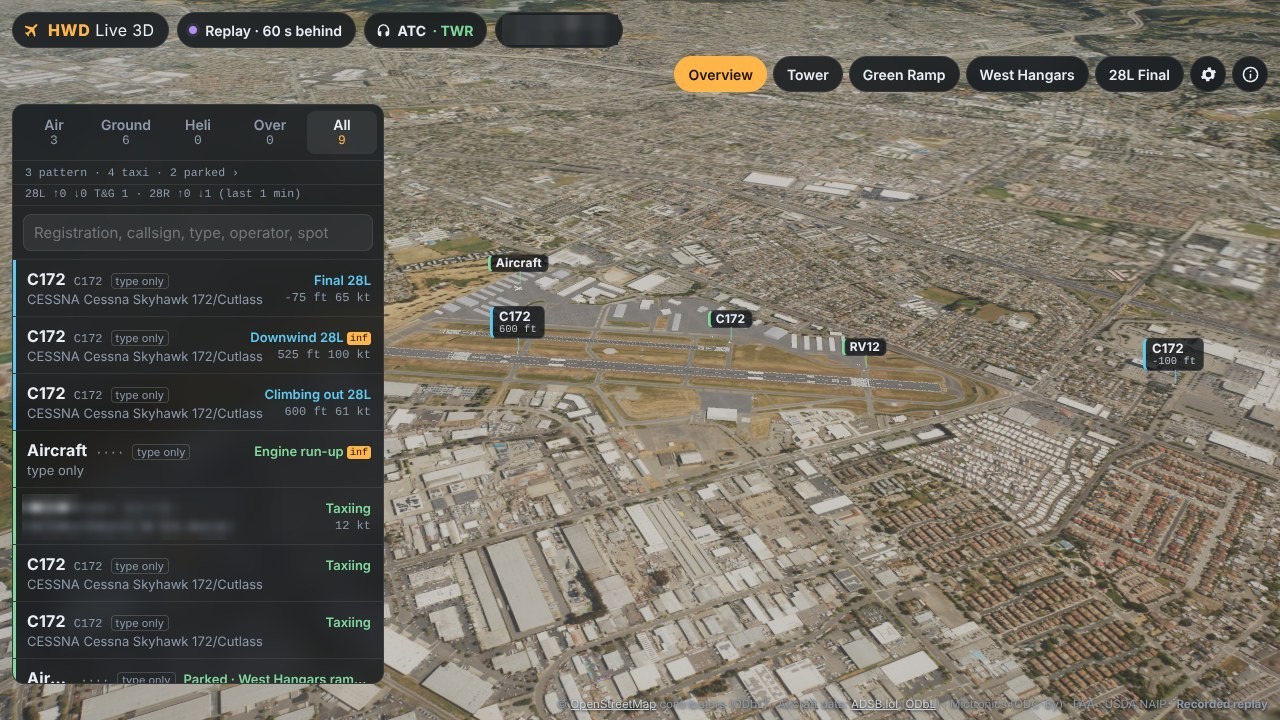 HWD Live 3D
Replay · 60 s behind
ATC · TWR
Overview
Tower
Green Ramp
West Hangars
28L Final
Air
3
Ground
6
Heli
0
Over
0
All
9
3 pattern · 4 taxi · 2 parked ›
28L ↑0 ↓0 T&G 1 · 28R ↑0 ↓1 (last 1 min)
Registration, callsign, type, operator, spot
C172 C172 type only Final 28L
CESSNA Cessna Skyhawk 172/Cutlass -75 ft 65 kt
C172 C172 type only Downwind 28L inf
CESSNA Cessna Skyhawk 172/Cutlass 525 ft 100 kt
C172 C172 type only Climbing out 28L
CESSNA Cessna Skyhawk 172/Cutlass 600 ft 61 kt
Aircraft ···· type only Engine run-up inf
type only
Taxiing
12 kt
C172 C172 type only Taxiing
CESSNA Cessna Skyhawk 172/Cutlass
C172 C172 type only Taxiing
CESSNA Cessna Skyhawk 172/Cutlass
Air... ···· type only Parked · West Hangars ram...
Aircraft
C172
600 ft
C172
RV12
C172
-100 ft
© OpenStreetMap ADSB.lol, ODbL USDA NAIP · Recorded replay